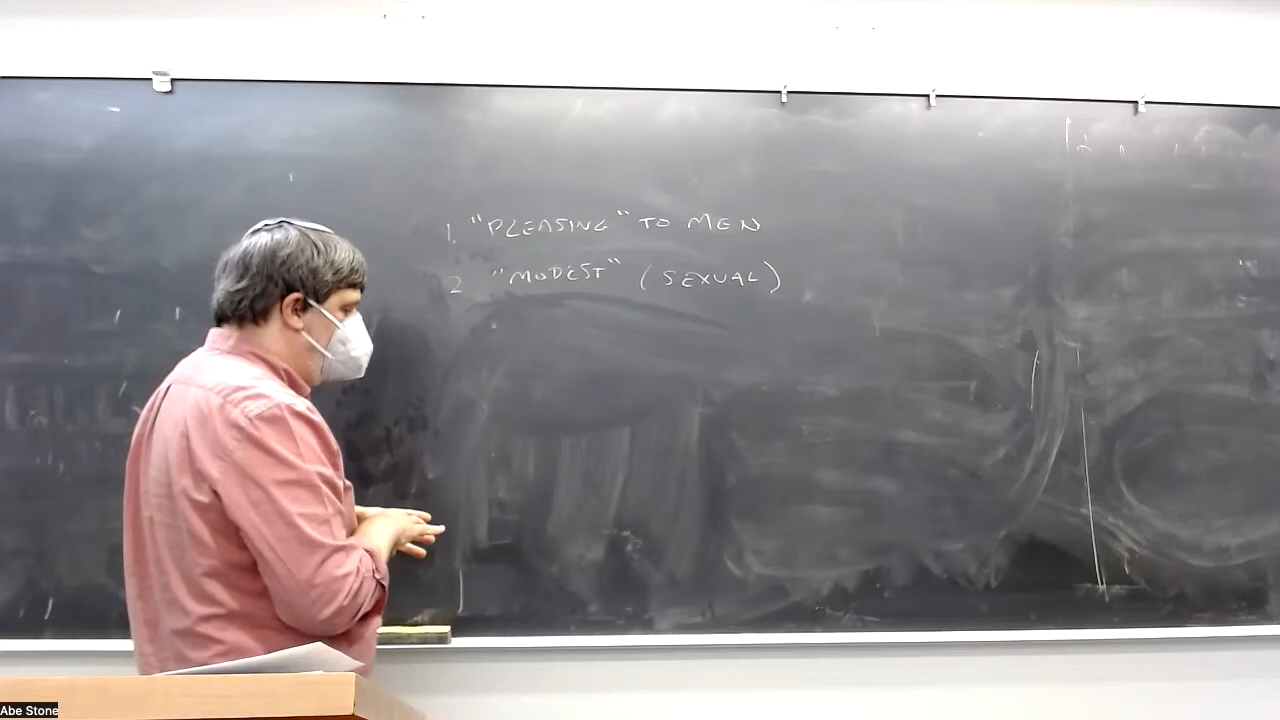 1. "PLEASING" TO MEN
2 "MODEST" (SEXUAL)
Abe Stone